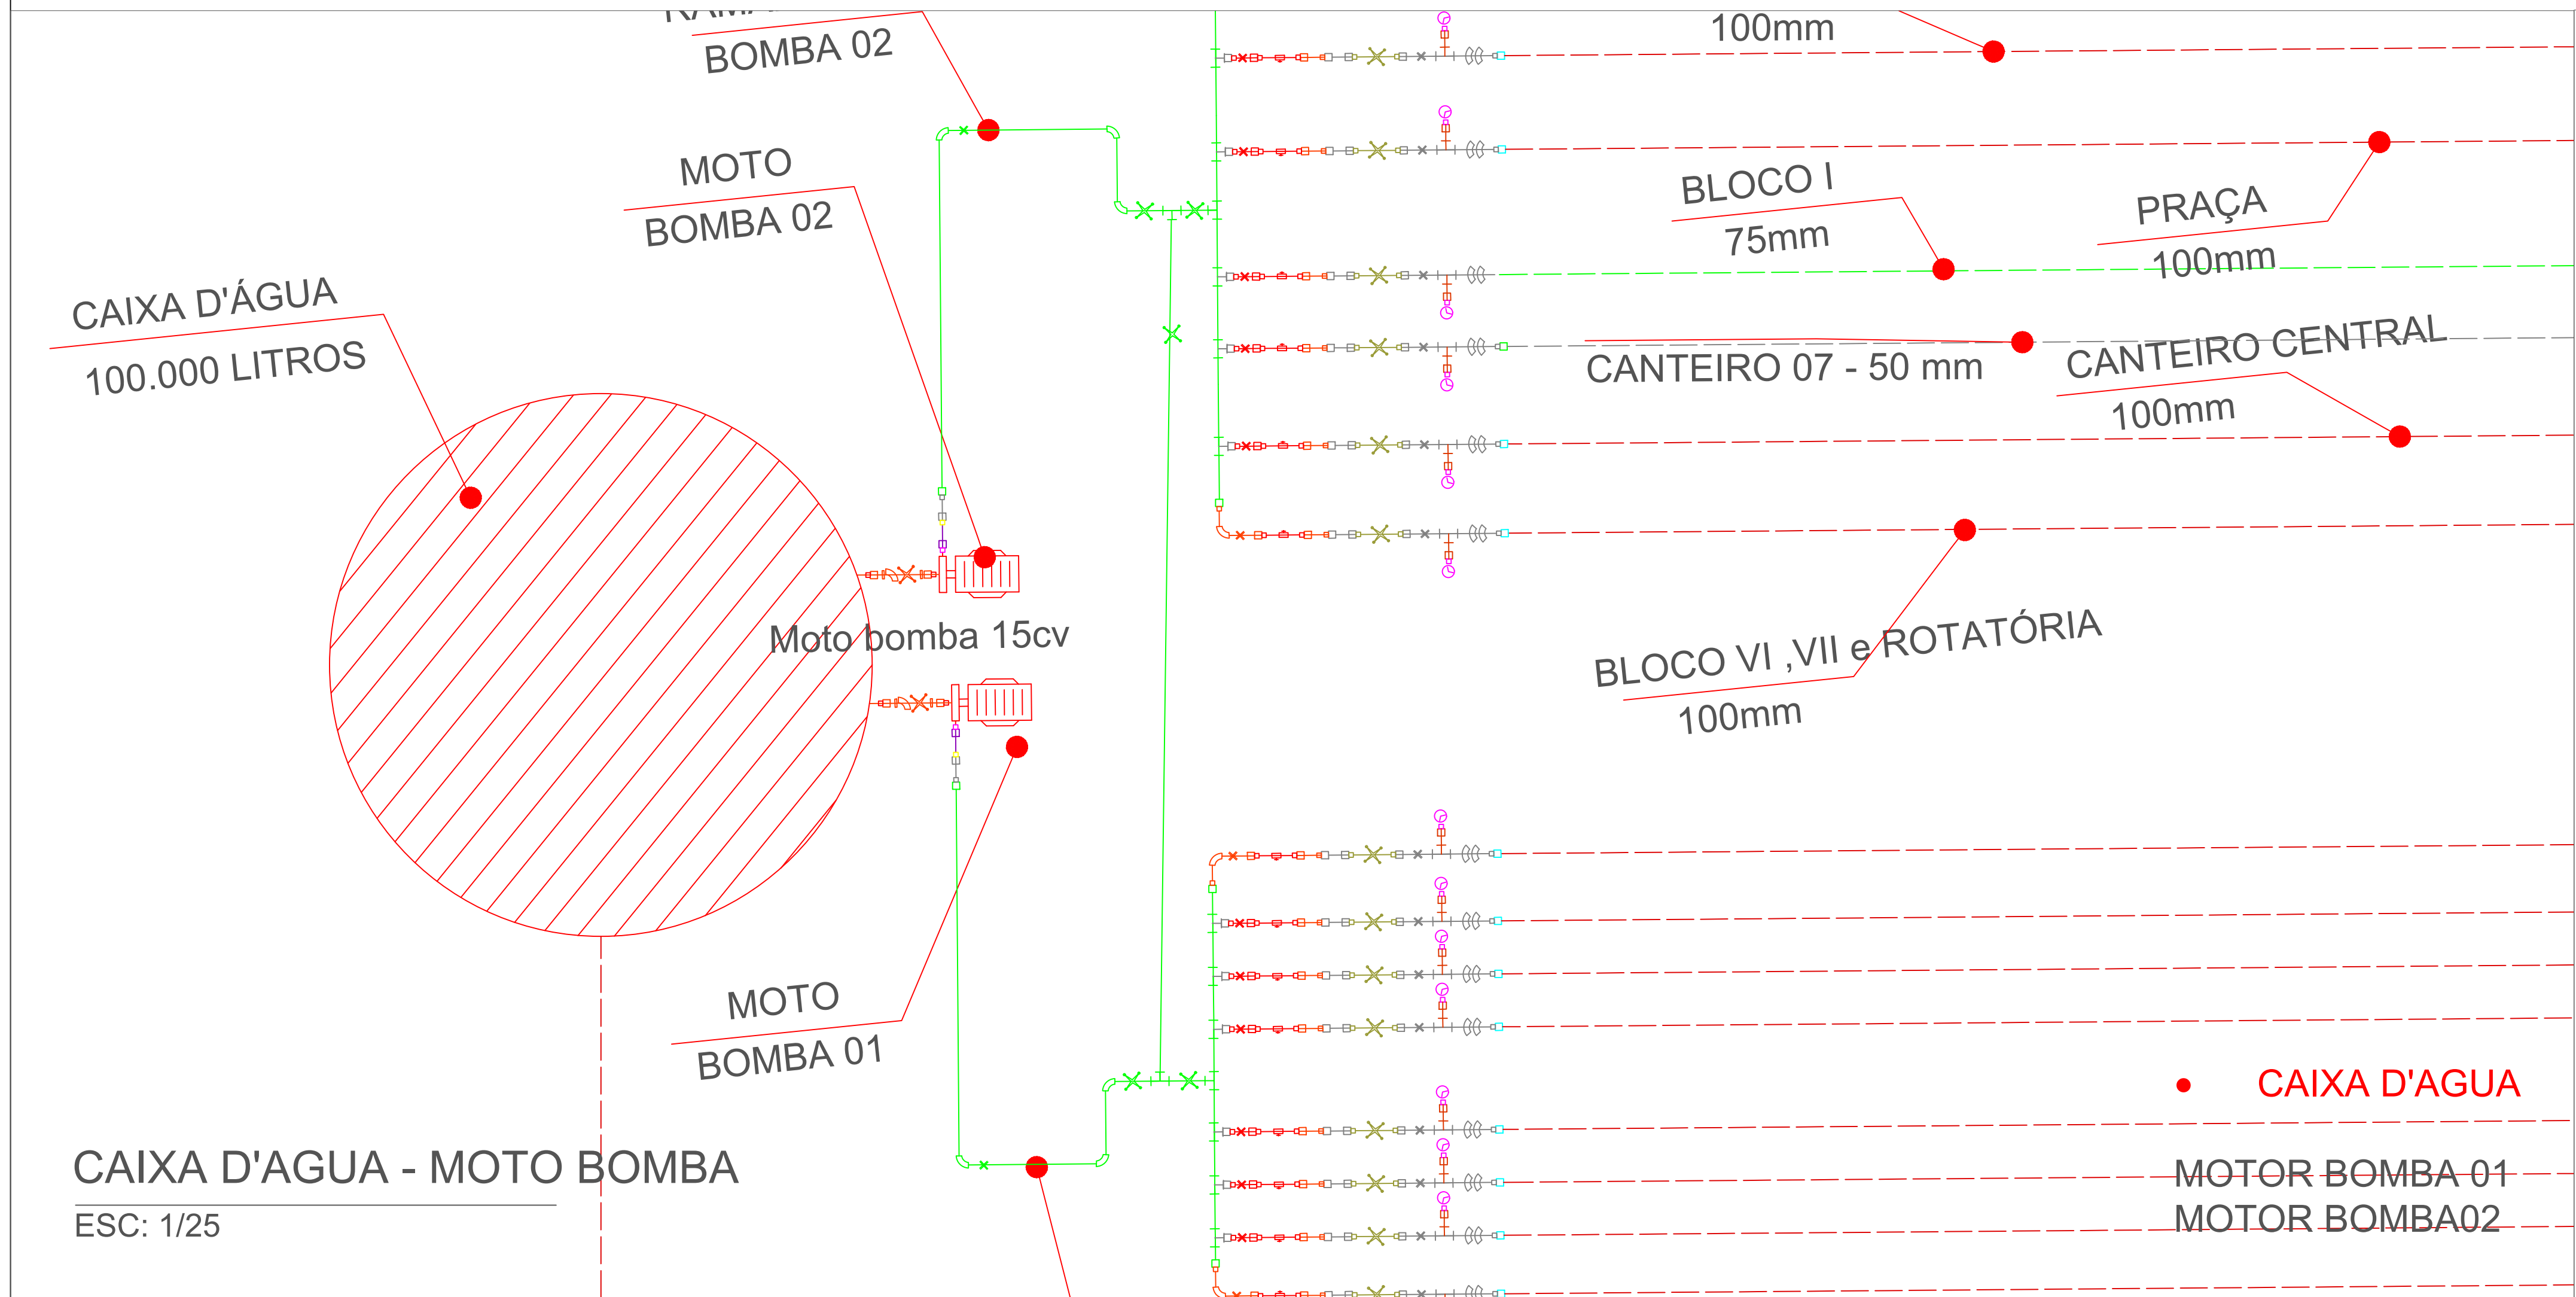 BOMBA 02
100mm
MOTO
BOMBA 02
BLOCO I
75mm
PRAÇA
100mm
CAIXA D'ÁGUA
100.000 LITROS
CANTEIRO 07 - 50 mm
CANTEIRO CENTRAL
100mm
Moto bomba 15cv
BLOCO VI ,VII e ROTATÓRIA
100mm
MOTO
BOMBA 01
CAIXA D'AGUA
CAIXA D'AGUA - MOTO BOMBA
ESC: 1/25
MOTOR BOMBA 01
MOTOR BOMBA02